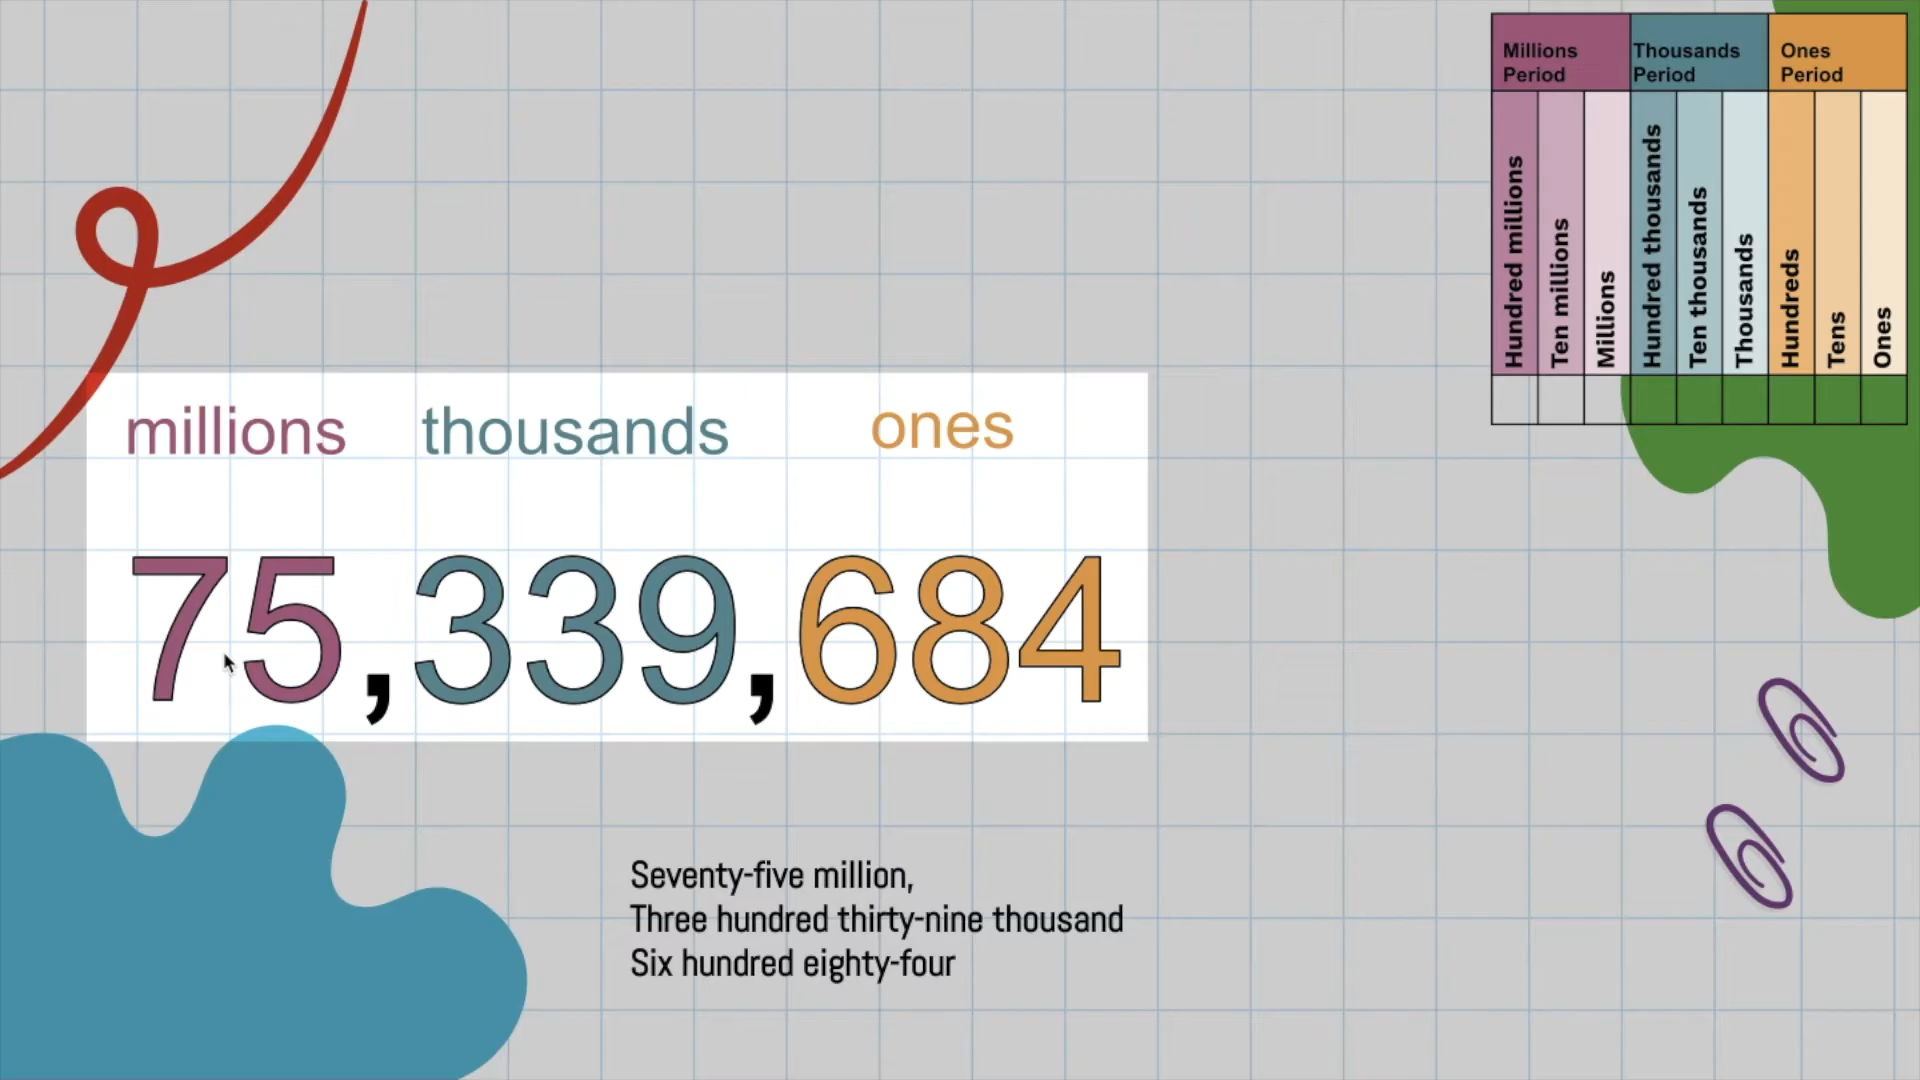 Millions Period
Thousands Period
Ones Period
Hundred millions
Ten millions
Millions
Hundred thousands
Ten thousands
Thousands
Hundreds
Tens
Ones
millions thousands ones
75,339,684
Seventy-five million,
Three hundred thirty-nine thousand
Six hundred eighty-four